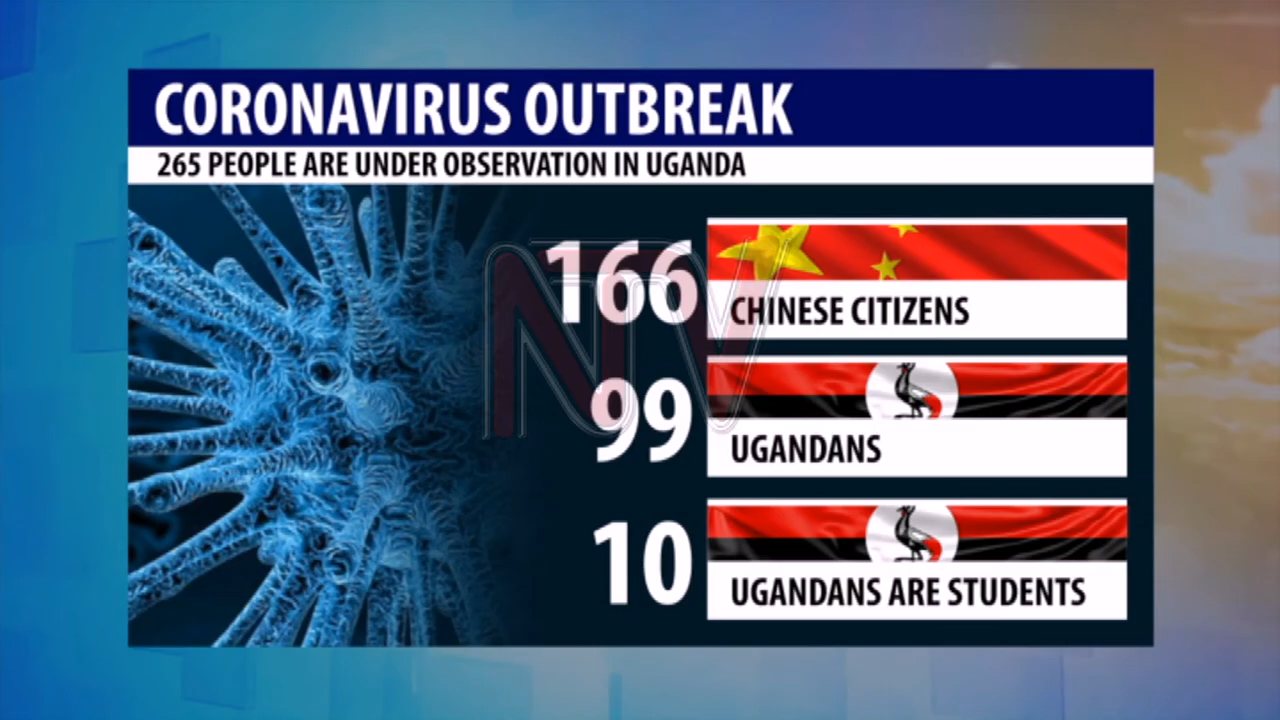 CORONAVIRUS OUTBREAK
265 PEOPLE ARE UNDER OBSERVATION IN UGANDA
166
CHINESE CITIZENS
NTV
99
UGANDANS
10
UGANDANS ARE STUDENTS